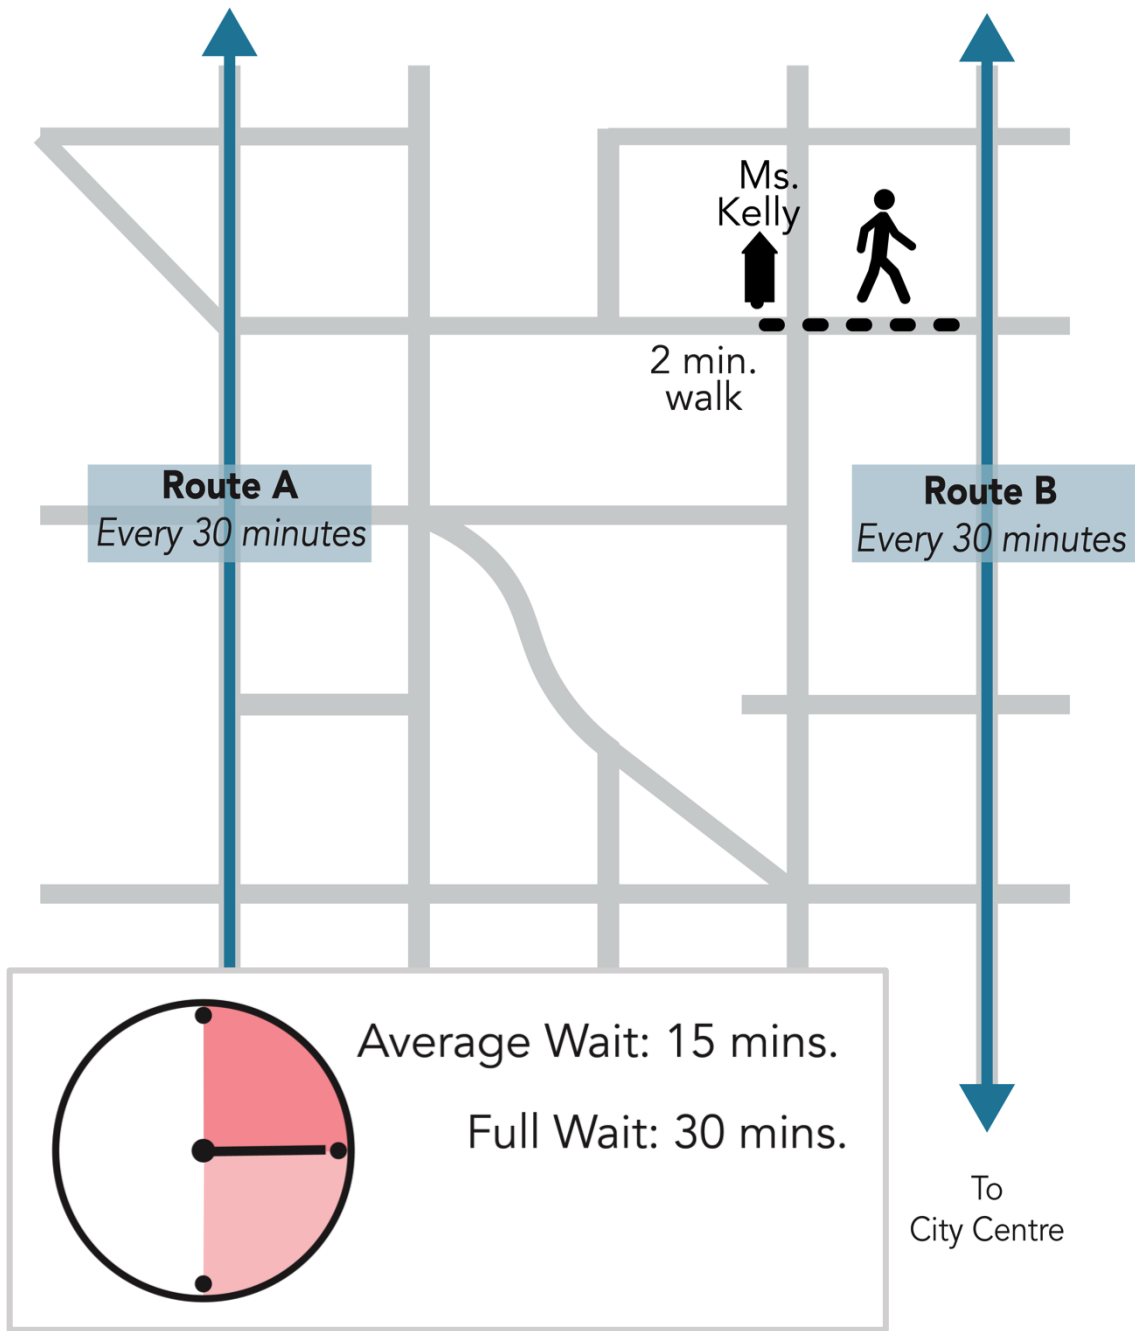 Ms.
Kelly
2 min.
walk
Route A
Every 30 minutes
Route B
Every 30 minutes
Average Wait: 15 mins.
Full Wait: 30 mins.
To
City Centre